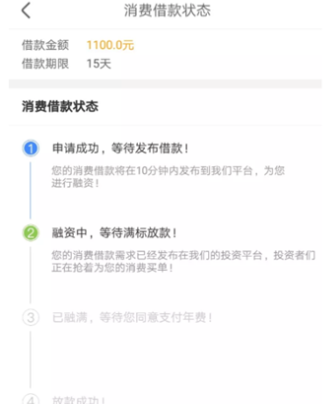 消费借款状态
借款金额 1100.0元
借款期限 15天
消费借款状态
1 申请成功，等待发布借款！
您的消费借款将在10分钟内发布到我们平台，为您
进行融资！
2 融资中，等待满标放款！
您的消费借款需求已经发布在我们的投资平台，投资者们
正在抢着为您的消费买单！
3 已融满，等待您同意支付年费！
4 放款成功！